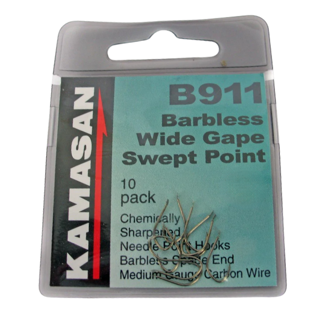 KAMASAN
B911
Barbless
Wide Gape
Swept Point
10
pack
Chemically
Sharpened
Needle Point Hooks
Barbless Spade End
Medium Gauge Carbon Wire